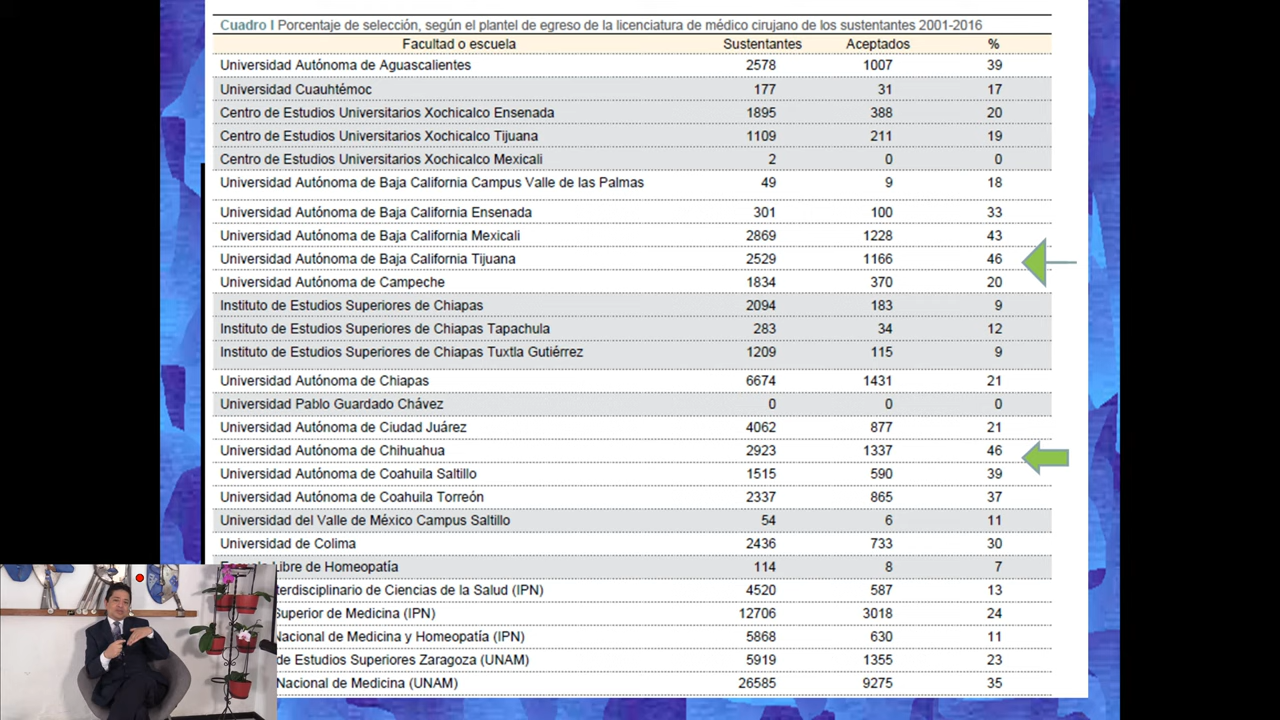 Cuadro I Porcentaje de selección, según el plantel de egreso de la licenciatura de médico cirujano de los sustentantes 2001-2016
Facultad o escuela Sustentantes Aceptados %
Universidad Autónoma de Aguascalientes 2578 1007 39
Universidad Cuauhtémoc 177 31 17
Centro de Estudios Universitarios Xochicalco Ensenada 1895 388 20
Centro de Estudios Universitarios Xochicalco Tijuana 1109 211 19
Centro de Estudios Universitarios Xochicalco Mexicali 2 0 0
Universidad Autónoma de Baja California Campus Valle de las Palmas 49 9 18
Universidad Autónoma de Baja California Ensenada 301 100 33
Universidad Autónoma de Baja California Mexicali 2869 1228 43
Universidad Autónoma de Baja California Tijuana 2529 1166 46
Universidad Autónoma de Campeche 1834 370 20
Instituto de Estudios Superiores de Chiapas 2094 183 9
Instituto de Estudios Superiores de Chiapas Tapachula 283 34 12
Instituto de Estudios Superiores de Chiapas Tuxtla Gutiérrez 1209 115 9
Universidad Autónoma de Chiapas 6674 1431 21
Universidad Pablo Guardado Chávez 0 0 0
Universidad Autónoma de Ciudad Juárez 4062 877 21
Universidad Autónoma de Chihuahua 2923 1337 46
Universidad Autónoma de Coahuila Saltillo 1515 590 39
Universidad Autónoma de Coahuila Torreón 2337 865 37
Universidad del Valle de México Campus Saltillo 54 6 11
Universidad de Colima 2436 733 30
Libre de Homeopatía 114 8 7
de Ciencias de la Salud (IPN) 4520 587 13
de Medicina (IPN) 12706 3018 24
Nacional de Medicina y Homeopatía (IPN) 5868 630 11
de Estudios Superiores Zaragoza (UNAM) 5919 1355 23
Nacional de Medicina (UNAM) 26585 9275 35